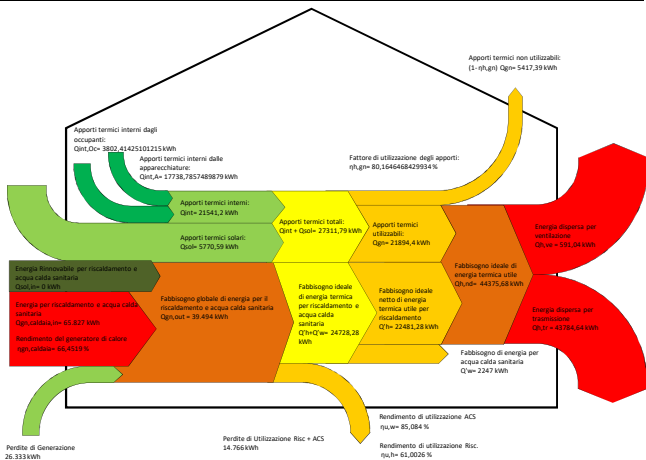 Apporti termici non utilizzabili:
(1- ηh,gn) Qgn= 5417,39 kWh
Apporti termici interni dagli
occupanti:
Qint,Oc= 3802,41425101215 kWh
Apporti termici interni dalle
apparecchiature:
Qint,A= 17738,7857489879 kWh
Fattore di utilizzazione degli apporti:
ηh,gn= 80,1646468429934 %
Apporti termici interni:
Qint= 21541,2 kWh
Apporti termici totali:
Qint + Qsol= 27311,79 kWh
Apporti termici
utilizzabili:
Qgn= 21894,4 kWh
Apporti termici solari:
Qsol= 5770,59 kWh
Energia dispersa per
ventilazione
Qh,ve = 591,04 kWh
Fabbisogno ideale di
energia termica utile
Qh,nd= 44375,68 kWh
Energia Rinnovabile per riscaldamento e
acqua calda sanitaria
Qsol,in= 0 kWh
Energia per riscaldamento e acqua calda
sanitaria
Qgn,caldaia,in= 65.827 kWh
Rendimento del generatore di calore
ηgn,caldaia= 66,4519 %
Fabbisogno globale di energia per il
riscaldamento e acqua calda sanitaria
Qgn,out = 39.494 kWh
Fabbisogno ideale
di energia termica
per riscaldamento e
acqua calda
sanitaria
Q'h+Q'w= 24728,28
kWh
Fabbisogno ideale
netto di energia
termica utile per
riscaldamento
Q'h= 22481,28 kWh
Energia dispersa per
trasmissione
Qh,tr = 43784,64 kWh
Fabbisogno di energia per
acqua calda sanitaria
Q'w= 2247 kWh
Rendimento di utilizzazione ACS
ηu,w= 85,084 %
Perdite di Utilizzazione Risc + ACS
14.766 kWh
Rendimento di utilizzazione Risc.
ηu,h= 61,0026 %
Perdite di Generazione
26.333 kWh